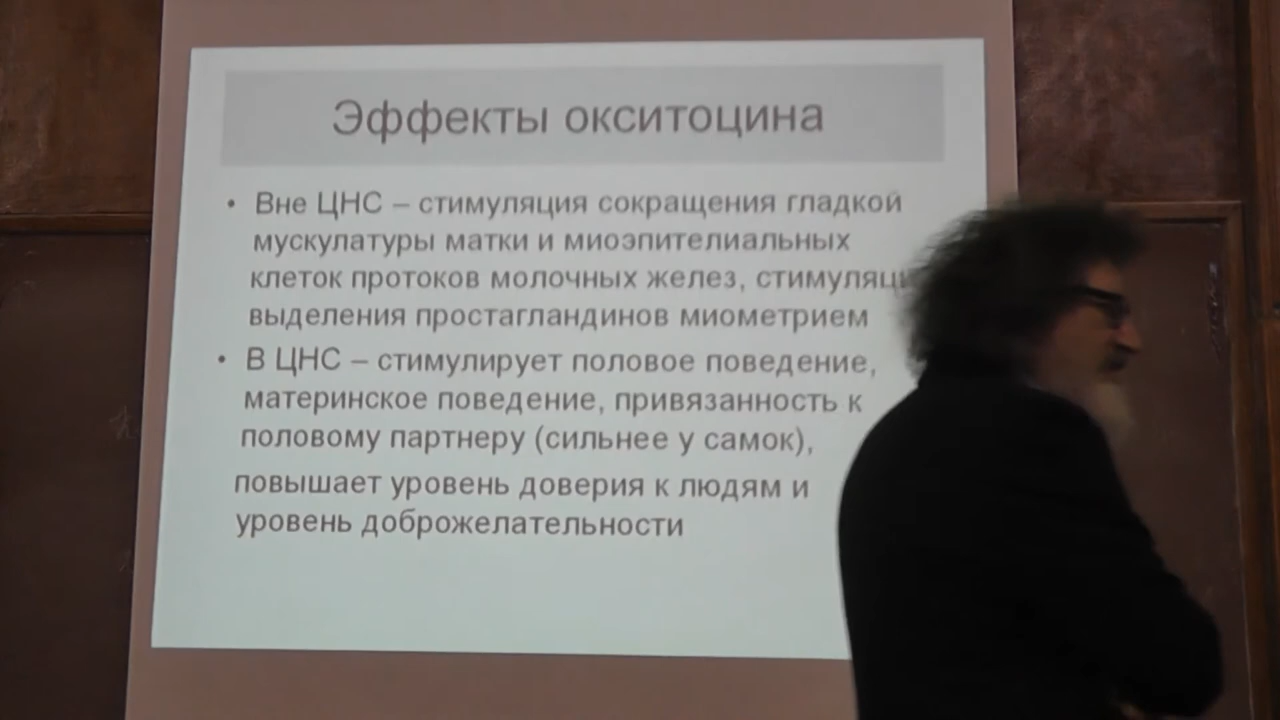 Эффекты окситоцина
• Вне ЦНС – стимуляция сокращения гладкой
мускулатуры матки и миоэпителиальных
клеток протоков молочных желез,
выделения простагландинов миометрием
• В ЦНС – стимулирует половое поведение,
материнское поведение, привязанность к
половому партнеру (сильнее у самок),
повышает уровень доверия к людям и
уровень доброжелательности